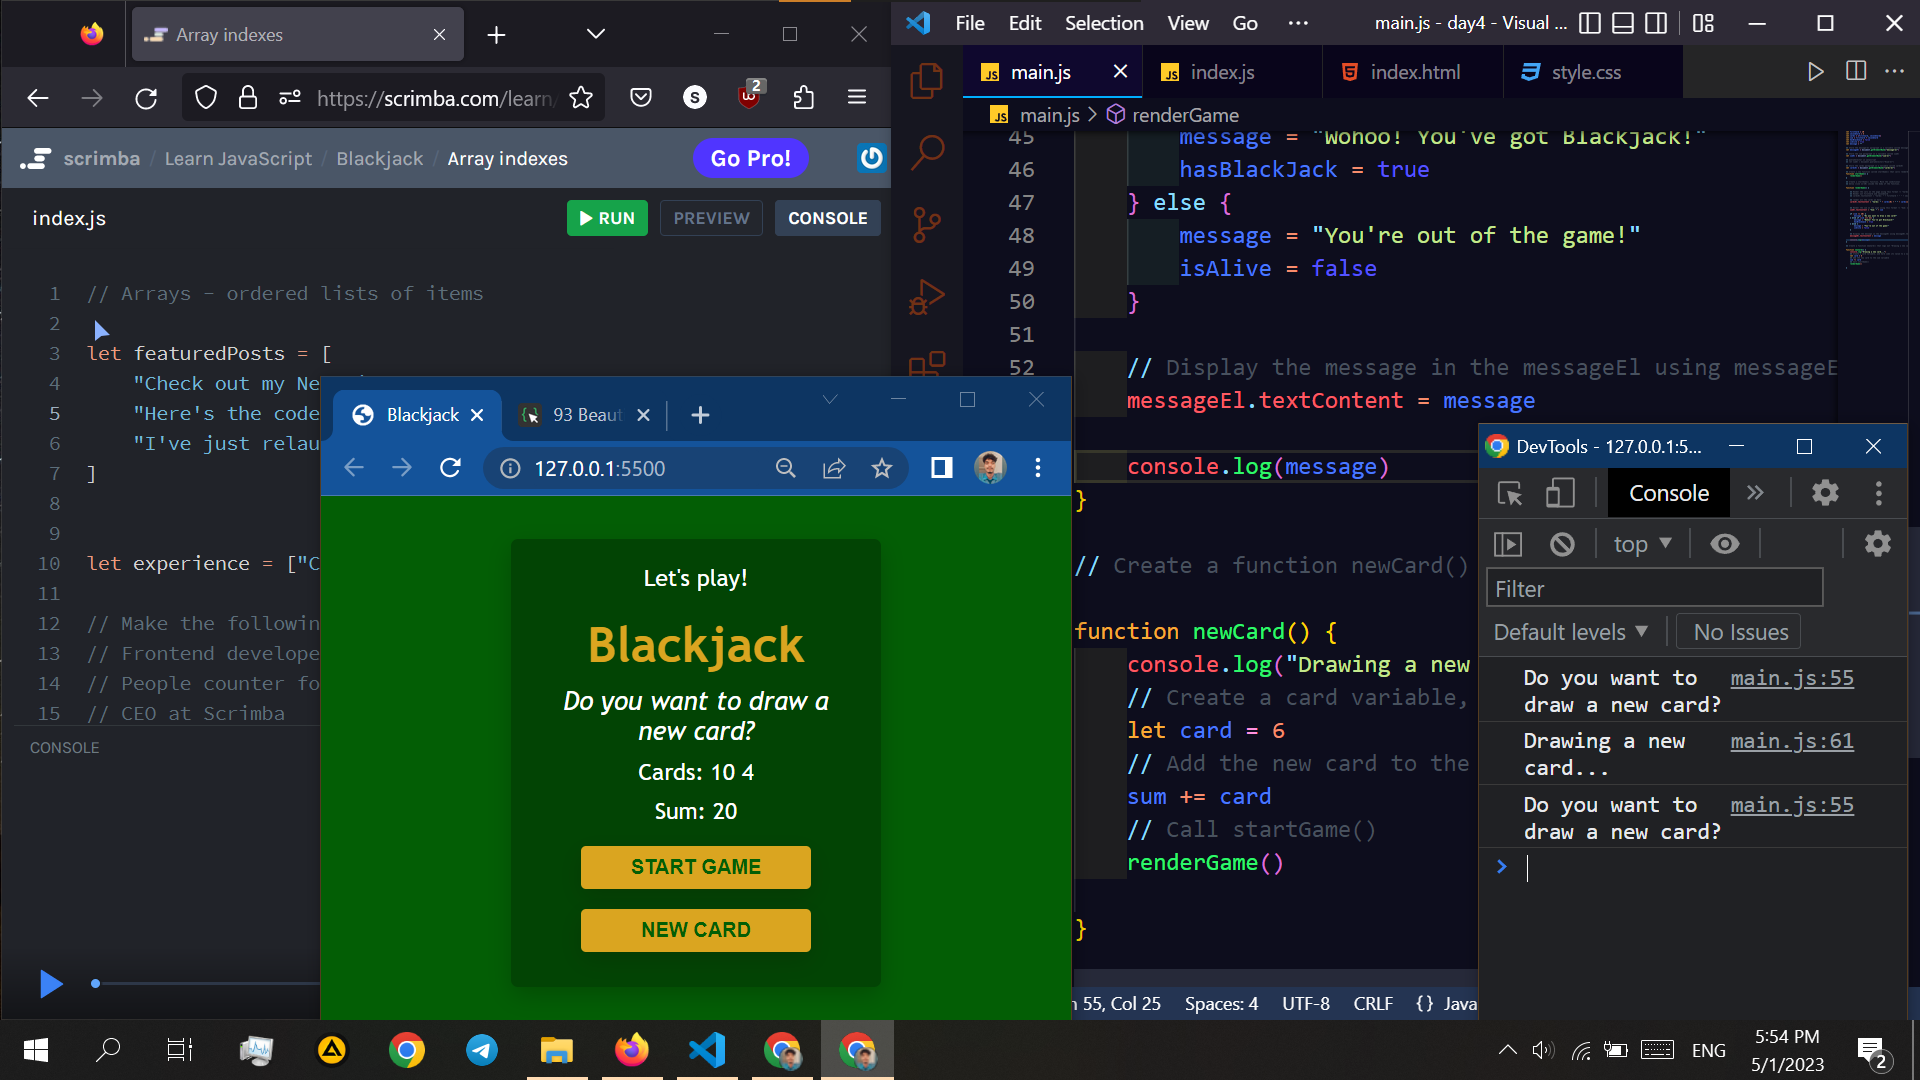 Array indexes
https://scrimba.com/learn/
S
2
scrimba / Learn JavaScript / Blackjack / Array indexes
Go Pro!
index.js
RUN
PREVIEW
CONSOLE
1 // Arrays - ordered lists of items
2
3 let featuredPosts = [
4 "Check out my Ne
5 "Here's the code
6 "I've just relau
7 ]
8
9
10 let experience = ["C
11
12 // Make the followin
13 // Frontend develope
14 // People counter fo
15 // CEO at Scrimba
CONSOLE
Blackjack
93 Beaut
127.0.0.1:5500
Let's play!
Blackjack
Do you want to draw a
new card?
Cards: 10 4
Sum: 20
START GAME
NEW CARD
File Edit Selection View Go ···
main.js - day4 - Visual ...
JS main.js
JS index.js
index.html
style.css
JS main.js > renderGame
45 message = "Wohoo! You've got Blackjack!"
46 hasBlackJack = true
47 } else {
48 message = "You're out of the game!"
49 isAlive = false
50 }
51
52 // Display the message in the messageEl using messageE
messageEl.textContent = message
console.log(message)
}
// Create a function newCard()
function newCard() {
console.log("Drawing a new
// Create a card variable,
let card = 6
// Add the new card to the
sum += card
// Call startGame()
renderGame()
}
55, Col 25 Spaces: 4 UTF-8 CRLF {} Java
DevTools - 127.0.0.1:5...
Console
top
Filter
Default levels
No Issues
Do you want to draw a new card? main.js:55
Drawing a new card... main.js:61
Do you want to draw a new card? main.js:55
ENG
5:54 PM
5/1/2023
2